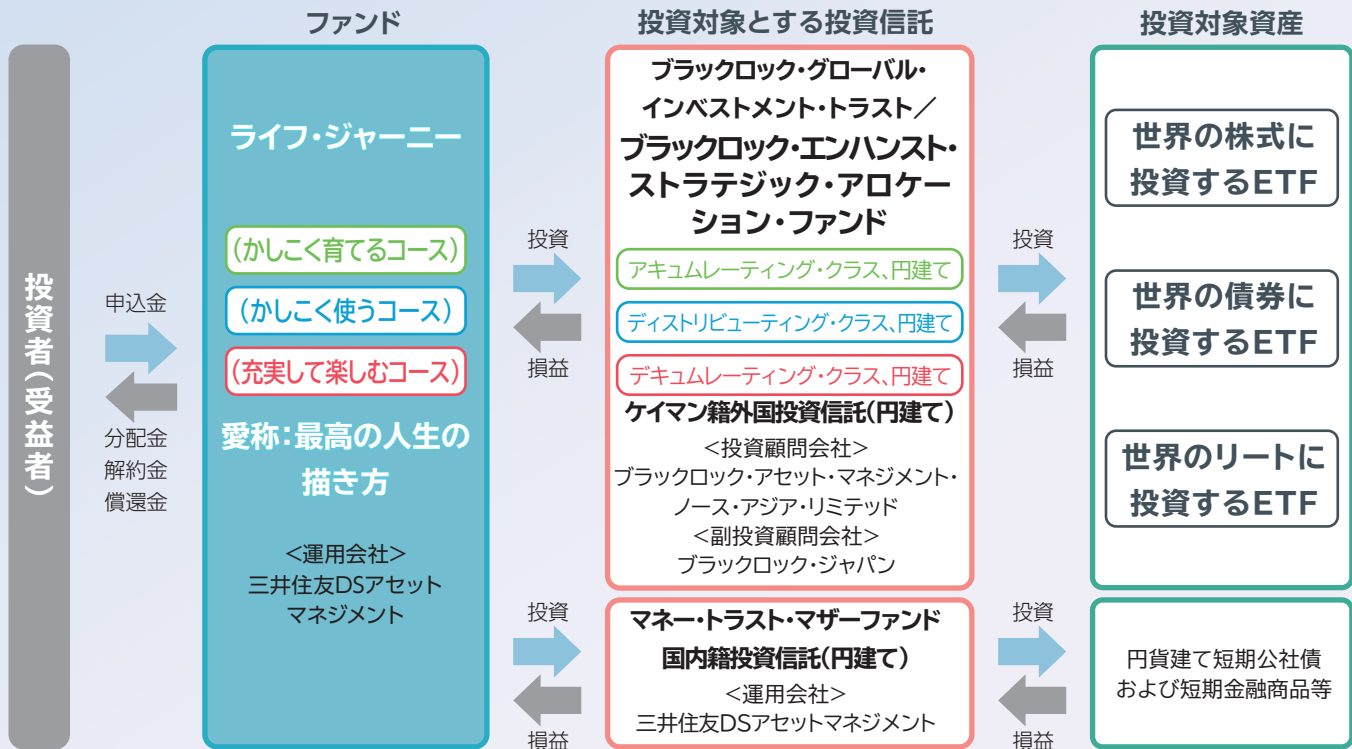 ファンド
投資対象とする投資信託
投資対象資産
投資者(受益者)
申込金
分配金
解約金
償還金
ライフ・ジャーニー
(かしこく育てるコース)
(かしこく使うコース)
(充実して楽しむコース)
愛称:最高の人生の
描き方
<運用会社>
三井住友DSアセット
マネジメント
投資
損益
ブラックロック・グローバル・
インベストメント・トラスト/
ブラックロック・エンハンスト・
ストラテジック・アロケー
ション・ファンド
アキュムレーティング・クラス、円建て
ディストリビューティング・クラス、円建て
デキュムレーティング・クラス、円建て
ケイマン籍外国投資信託(円建て)
<投資顧問会社>
ブラックロック・アセット・マネジメント・
ノース・アジア・リミテッド
<副投資顧問会社>
ブラックロック・ジャパン
投資
損益
世界の株式に
投資するETF
世界の債券に
投資するETF
世界のリートに
投資するETF
投資
損益
マネー・トラスト・マザーファンド
国内籍投資信託(円建て)
<運用会社>
三井住友DSアセットマネジメント
投資
損益
円貨建て短期公社債
および短期金融商品等